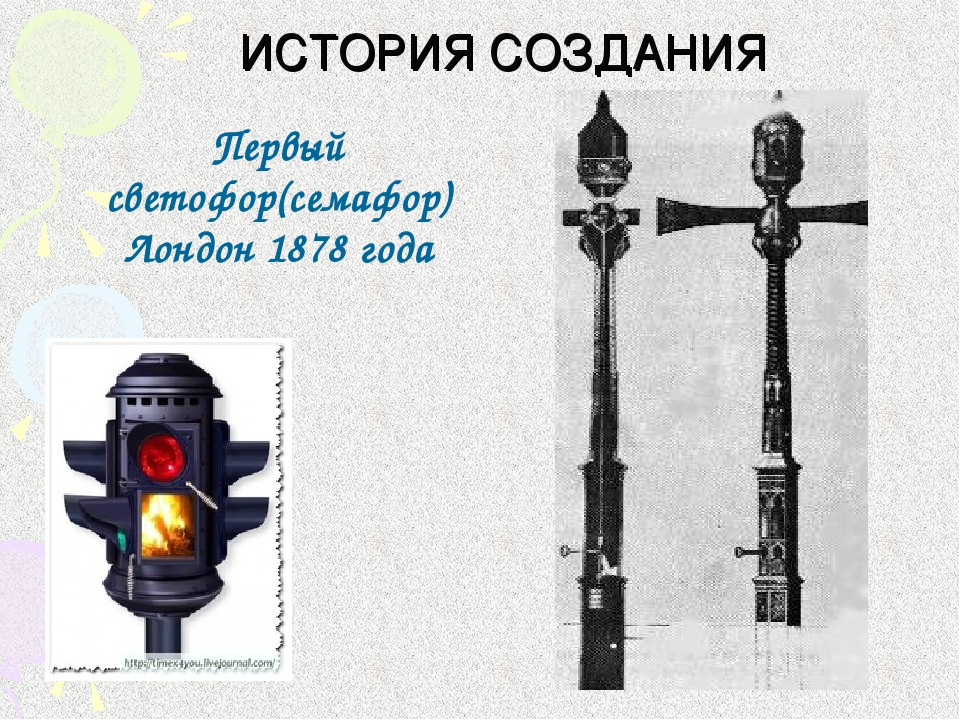 ИСТОРИЯ СОЗДАНИЯ
Первый
светофор(семафор)
Лондон 1878 года
http://timex4you.livejournal.com/